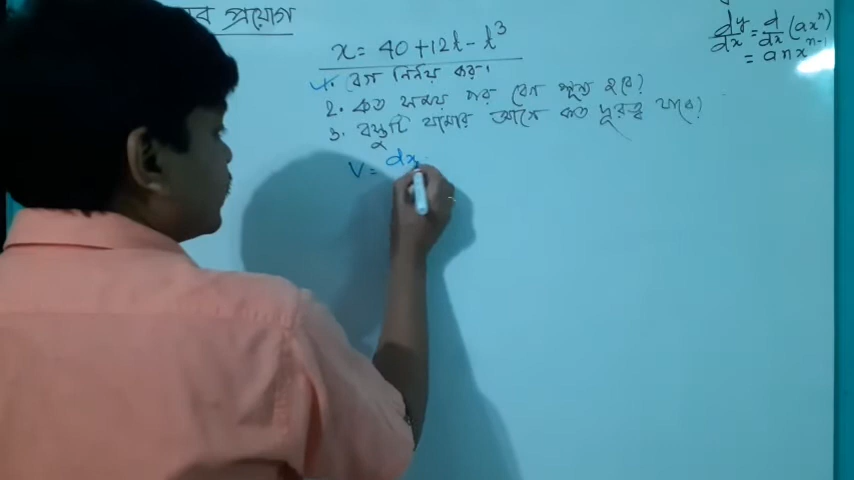 প্রয়োগ
x = 40 + 12t - t³
১. বেগ নির্নয় কর।
২. কত সময় পর বেগ শূন্য হবে?
৩. বস্তুটি থামার আগে কত দূরত্ব যাবে?
V = dx
dy/dx = d/dx (axⁿ)
= anxⁿ⁻¹